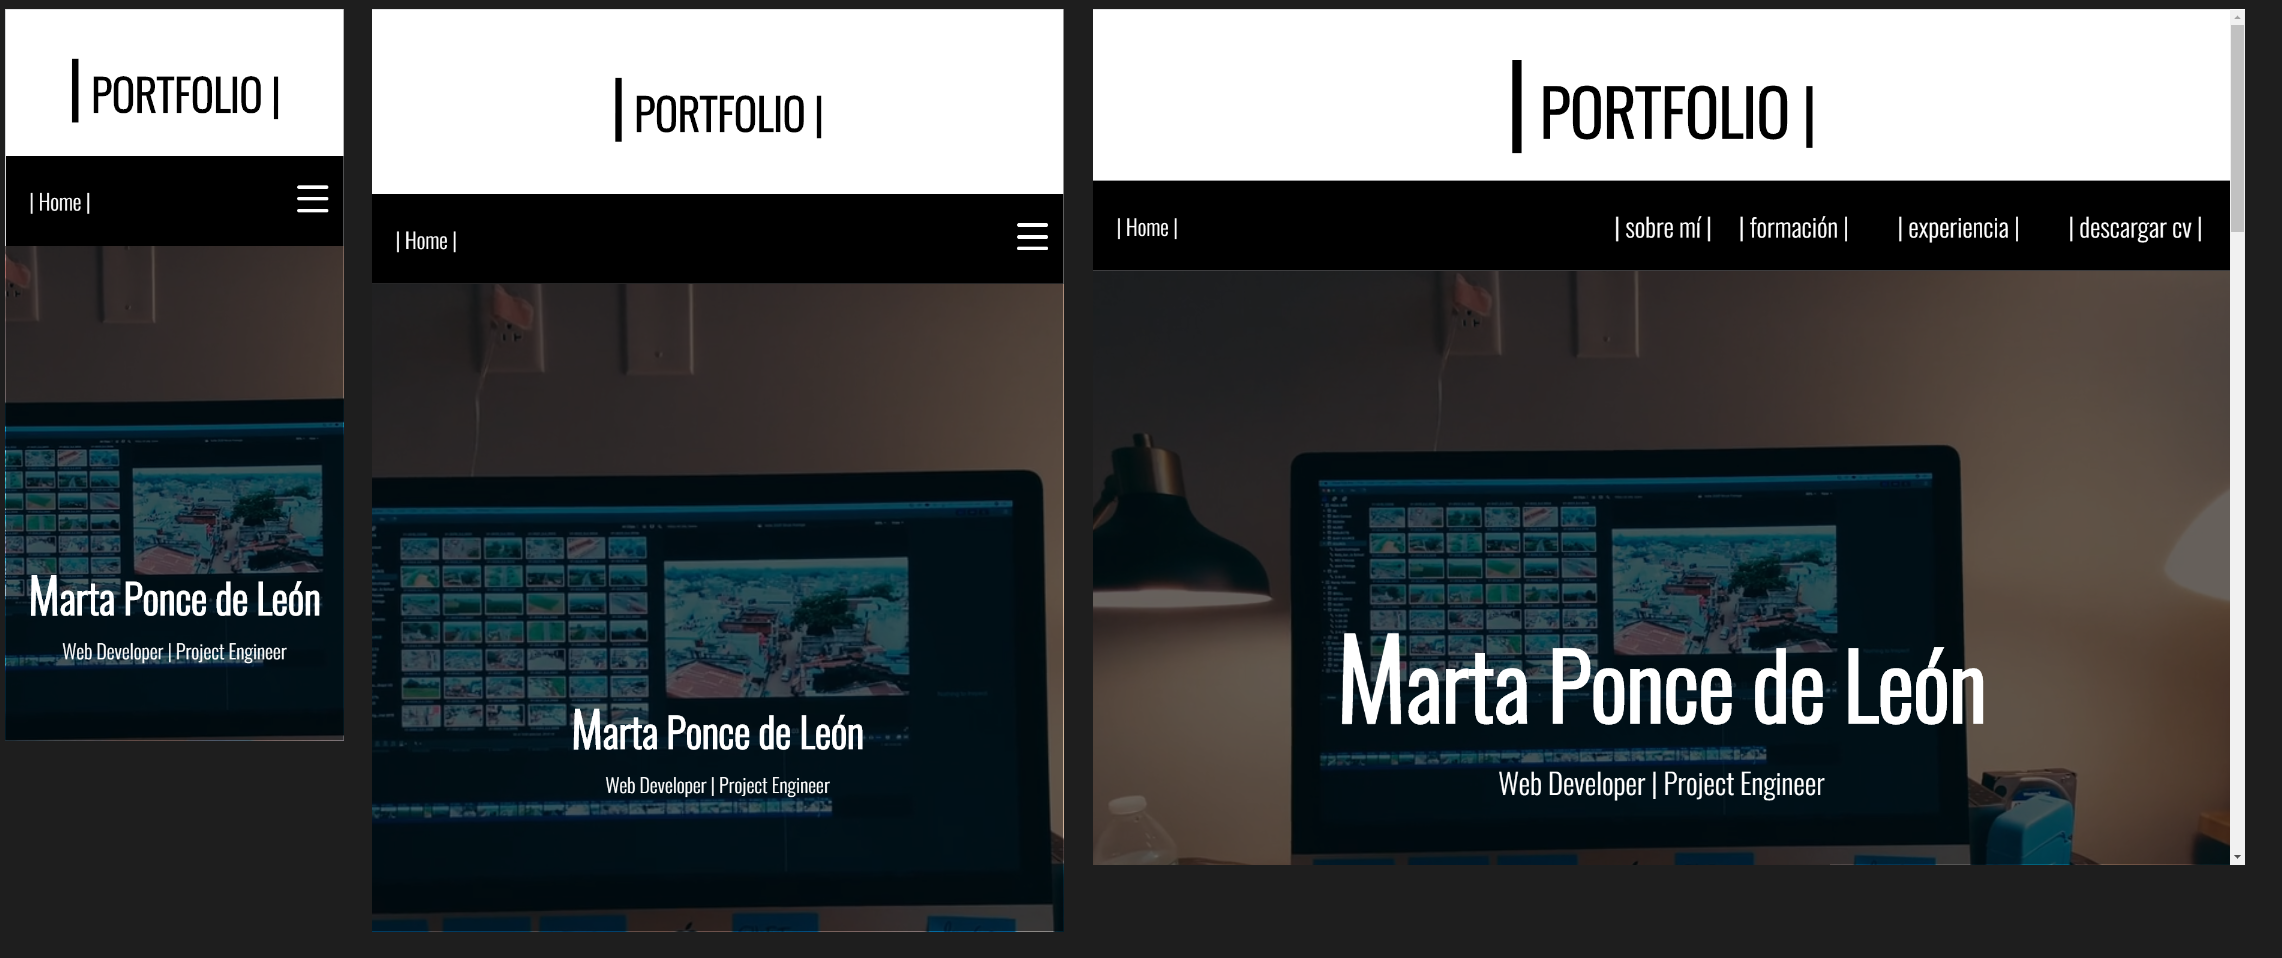 | PORTFOLIO |
| Home |
Marta Ponce de León
Web Developer | Project Engineer
| PORTFOLIO |
| Home |
Marta Ponce de León
Web Developer | Project Engineer
| PORTFOLIO |
| Home | | sobre mí | | formación | | experiencia | | descargar cv |
Marta Ponce de León
Web Developer | Project Engineer